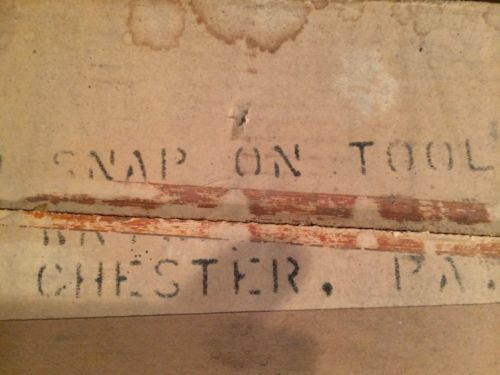 SNAP ON TOOL
CHESTER. PA.